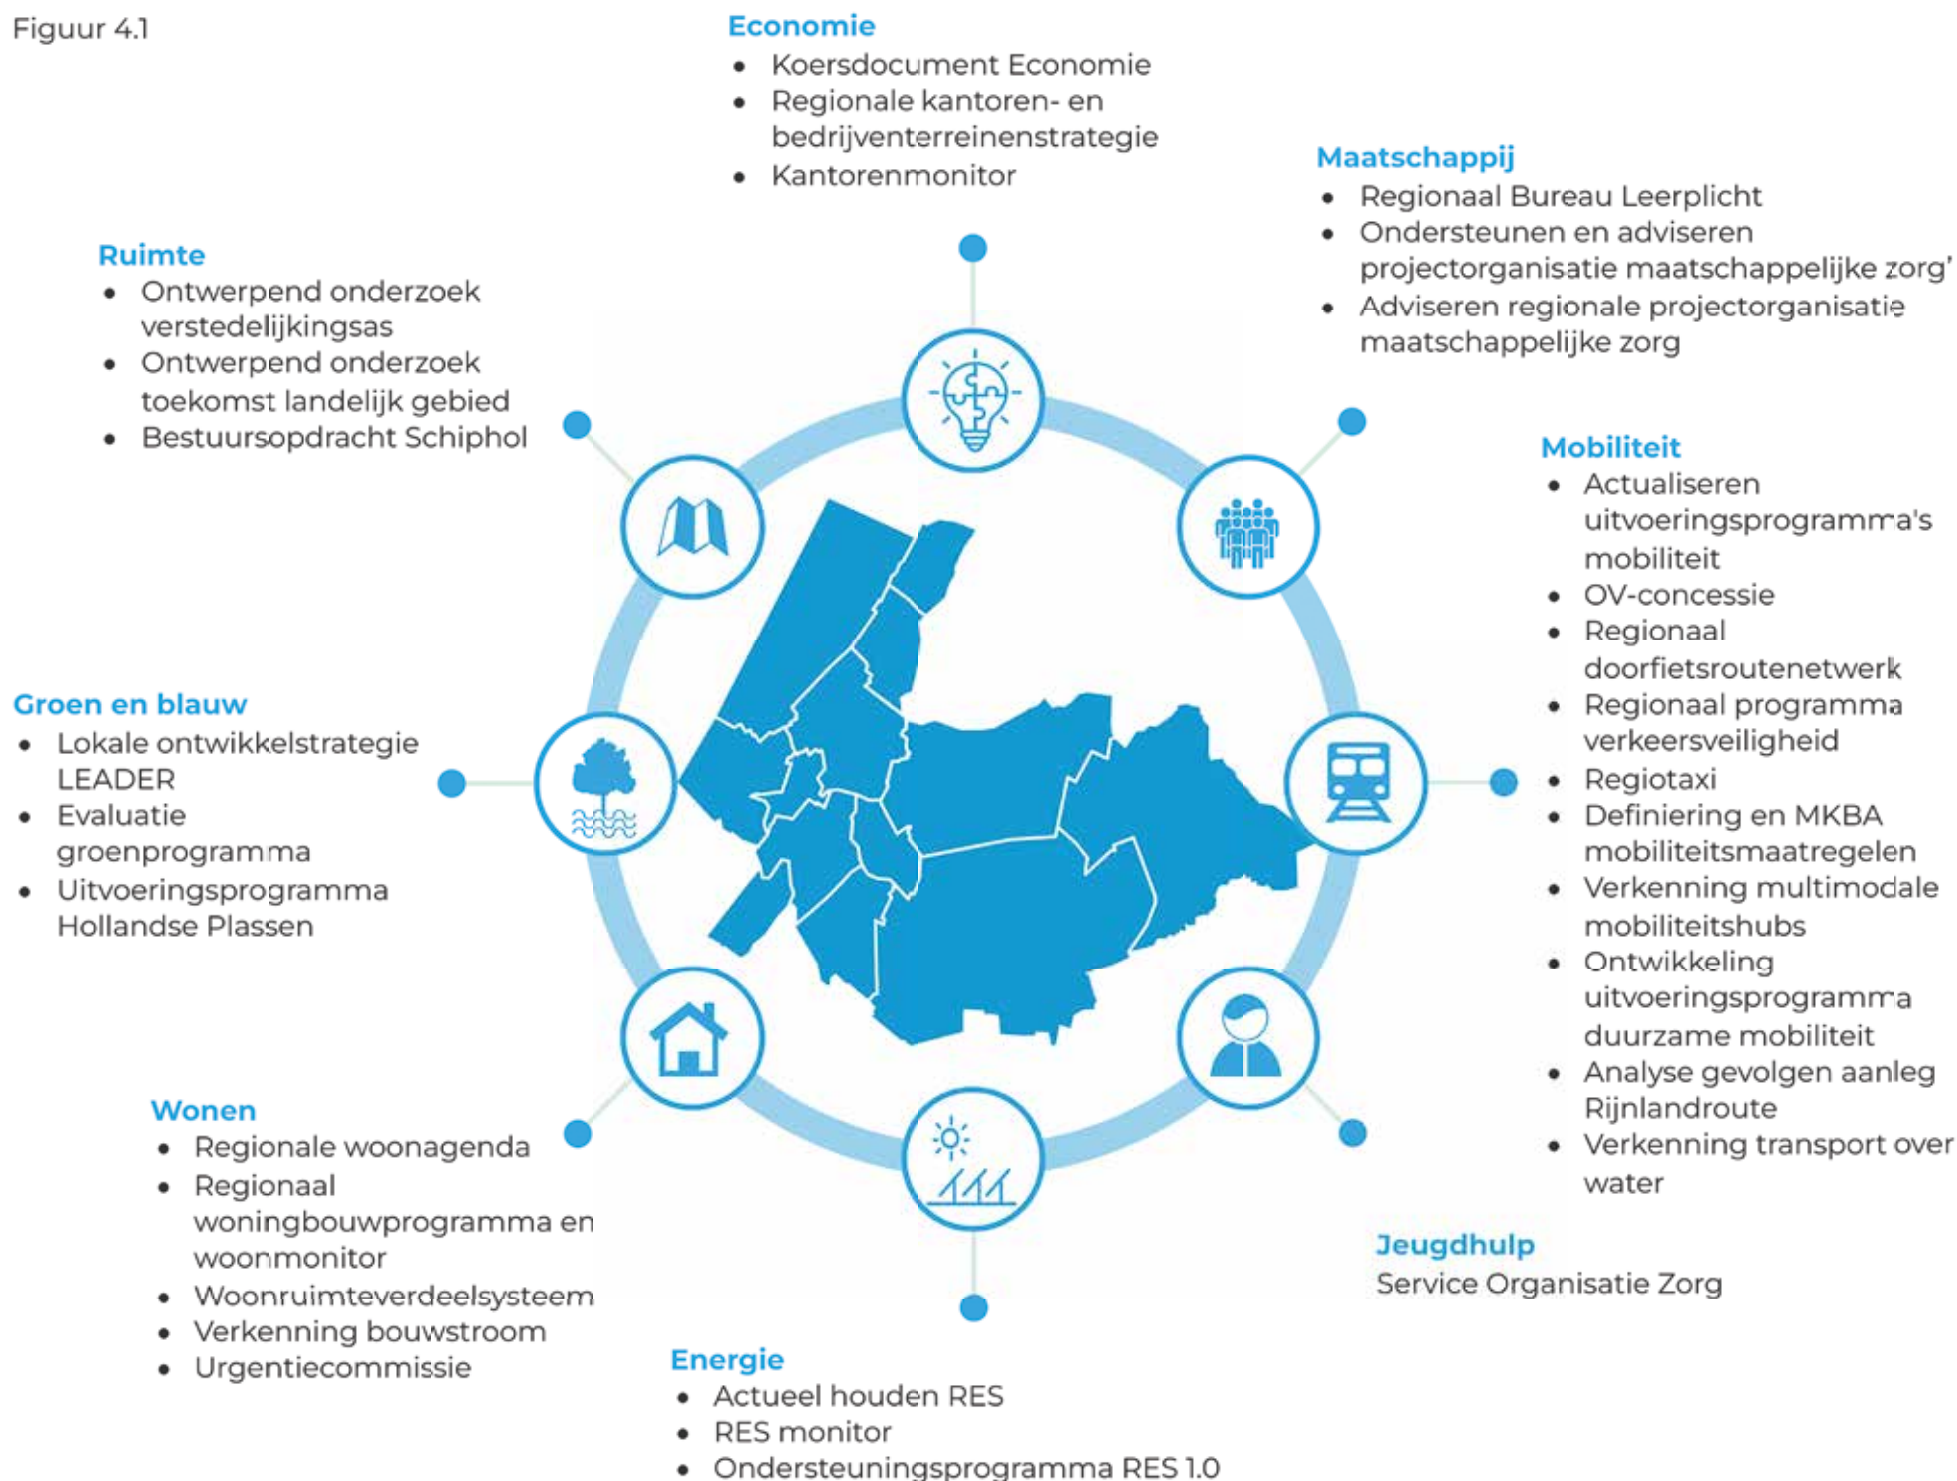 Figuur 4.1
Economie
• Koersdocument Economie
• Regionale kantoren- en
bedrijventerreinenstrategie
• Kantorenmonitor
Maatschappij
• Regionaal Bureau Leerplicht
• Ondersteunen en adviseren
projectorganisatie maatschappelijke zorg'
• Adviseren regionale projectorganisatie
maatschappelijke zorg
Ruimte
• Ontwerpend onderzoek
verstedelijkingsas
• Ontwerpend onderzoek
toekomst landelijk gebied
• Bestuursopdracht Schiphol
Mobiliteit
• Actualiseren
uitvoeringsprogramma's
mobiliteit
• OV-concessie
• Regionaal
doorfietsroutenetwerk
• Regionaal programma
verkeersveiligheid
• Regiotaxi
• Definiering en MKBA
mobiliteitsmaatregelen
• Verkenning multimodale
mobiliteitshubs
• Ontwikkeling
uitvoeringsprogramma
duurzame mobiliteit
• Analyse gevolgen aanleg
Rijnlandroute
• Verkenning transport over
water
Groen en blauw
• Lokale ontwikkelstrategie
LEADER
• Evaluatie
groenprogramma
• Uitvoeringsprogramma
Hollandse Plassen
Wonen
• Regionale woonagenda
• Regionaal
woningbouwprogramma en
woonmonitor
• Woonruimteverdeelsysteem
• Verkenning bouwstroom
• Urgentiecommissie
Jeugdhulp
Service Organisatie Zorg
Energie
• Actueel houden RES
• RES monitor
• Ondersteuningsprogramma RES 1.0